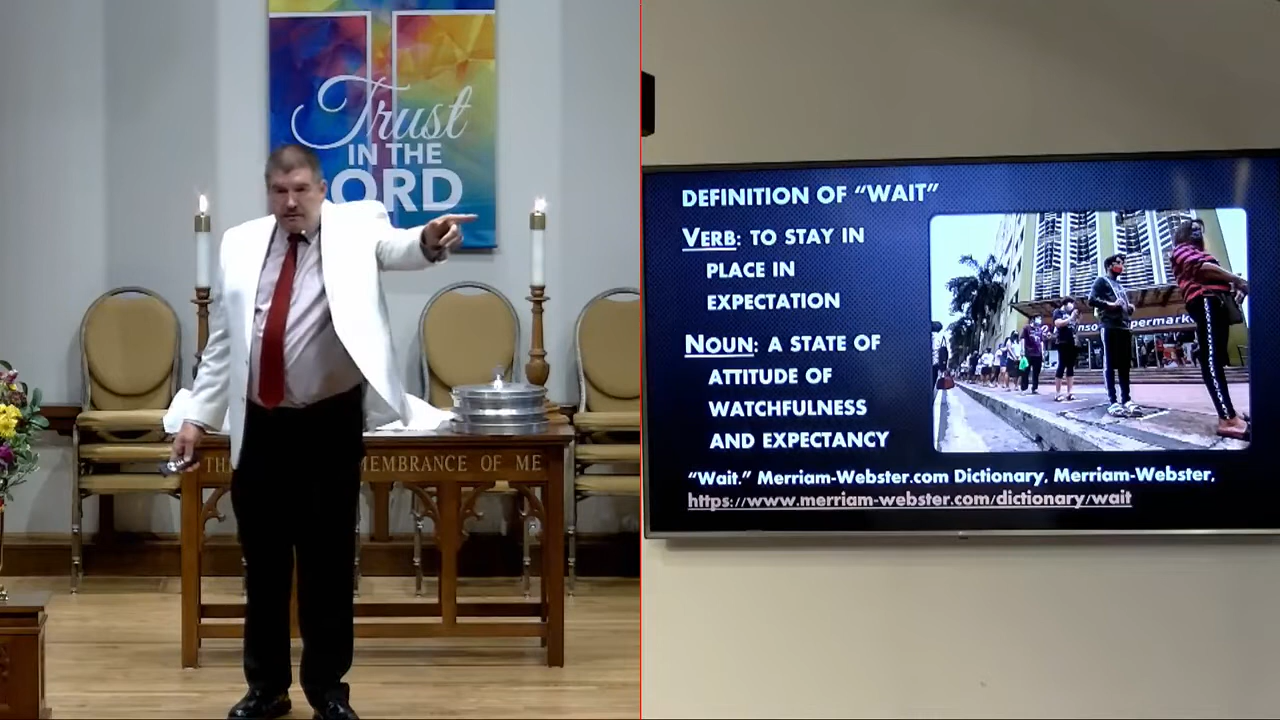 Trust
IN THE
ORD
MEMBRANCE OF ME
DEFINITION OF “WAIT”
VERB: TO STAY IN
PLACE IN
EXPECTATION
NOUN: A STATE OF
ATTITUDE OF
WATCHFULNESS
AND EXPECTANCY
“Wait.” Merriam-Webster.com Dictionary, Merriam-Webster,
https://www.merriam-webster.com/dictionary/wait